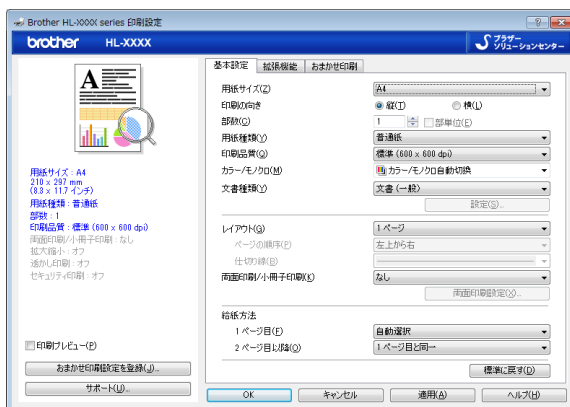 Brother HL-XXXX series 印刷設定
brother HL-XXXX
ブラザー
ソリューションセンター
基本設定 拡張機能 おまかせ印刷
用紙サイズ(Z) A4
印刷の向き 縦(T) 横(L)
部数(C) 1 部単位(E)
用紙種類(Y) 普通紙
印刷品質(Q) 標準 (600 x 600 dpi)
カラー/モノクロ(M) カラー/モノクロ自動切換
文書種類(Y) 文書 (一般)
設定(S)...
レイアウト(G) 1 ページ
ページの順序(P) 左上から右
仕切り線(B)
両面印刷/小冊子印刷(K) なし
両面印刷設定(X)...
給紙方法
1 ページ目(F) 自動選択
2 ページ目以降(O) 1 ページ目と同一
標準に戻す(D)
用紙サイズ : A4
210 x 297 mm
(8.3 x 11.7 インチ)
用紙種類 : 普通紙
部数 : 1
印刷品質 : 標準 (600 x 600 dpi)
両面印刷/小冊子印刷 : なし
拡大縮小 : オフ
透かし印刷 : オフ
セキュリティ印刷 : オフ
印刷プレビュー(P)
おまかせ印刷設定を登録(J)...
サポート(U)...
OK キャンセル 適用(A) ヘルプ(H)